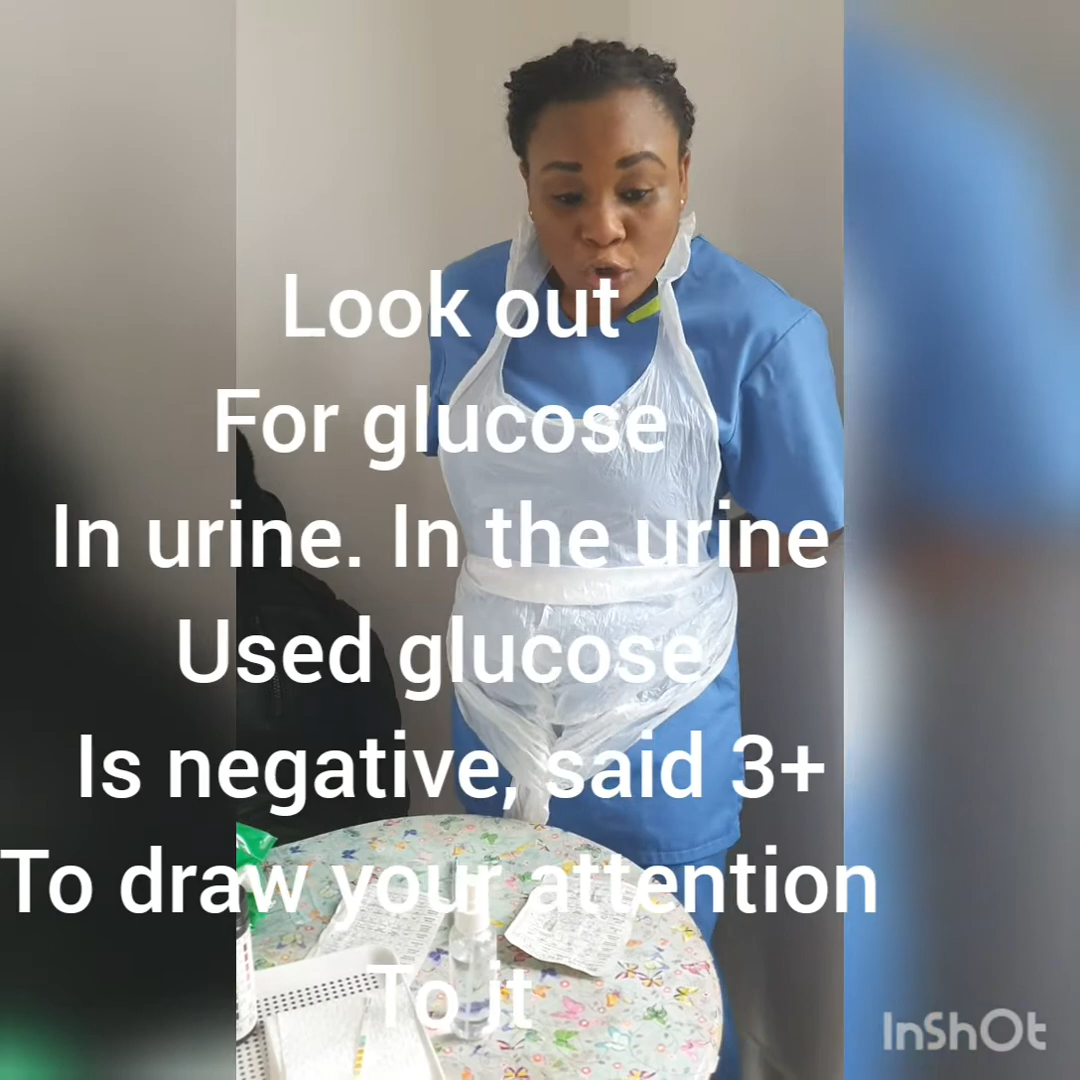 Look out
For glucose
In urine. In the urine
Used glucose
Is negative, said 3+
To draw your attention
To it
InShOt